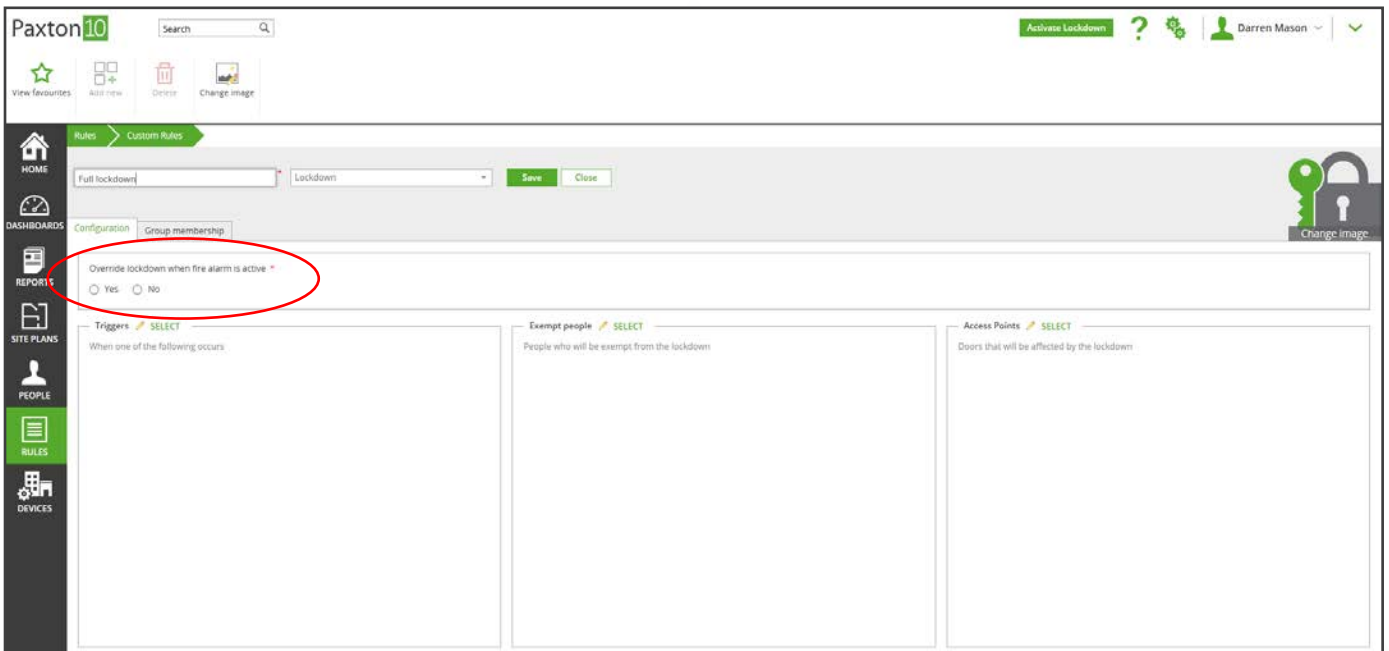 Paxton10
Search
Activate Lockdown
?
Darren Mason
View favourites
Add new
Delete
Change image
HOME
DASHBOARDS
REPORTS
SITE PLANS
PEOPLE
RULES
DEVICES
Rules
Custom Rules
Full lockdown
*
Lockdown
Save
Close
Change image
Configuration
Group membership
Override lockdown when fire alarm is active *
Yes
No
Triggers SELECT
When one of the following occurs
Exempt people SELECT
People who will be exempt from the lockdown
Access Points SELECT
Doors that will be affected by the lockdown